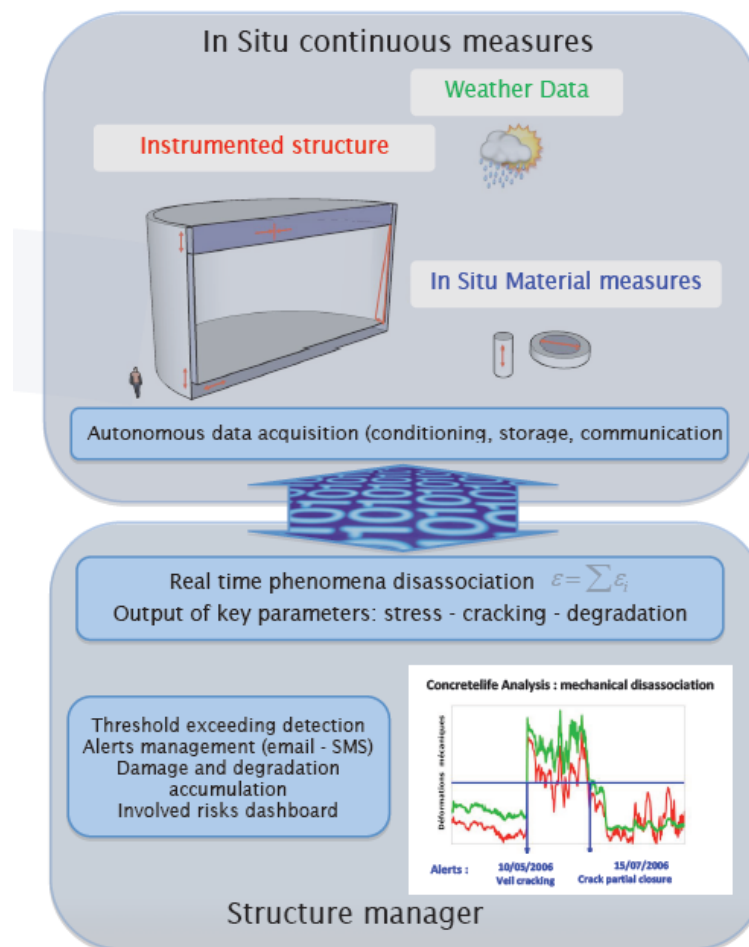 In Situ continuous measures
Weather Data
Instrumented structure
In Situ Material measures
Autonomous data acquisition (conditioning, storage, communication
Real time phenomena disassociation ε = ∑ εi
Output of key parameters: stress - cracking - degradation
Concretelife Analysis : mechanical disassociation
Déformations mécaniques
Threshold exceeding detection
Alerts management (email - SMS)
Damage and degradation
accumulation
Involved risks dashboard
Alerts :
10/05/2006
Veil cracking
15/07/2006
Crack partial closure
Structure manager